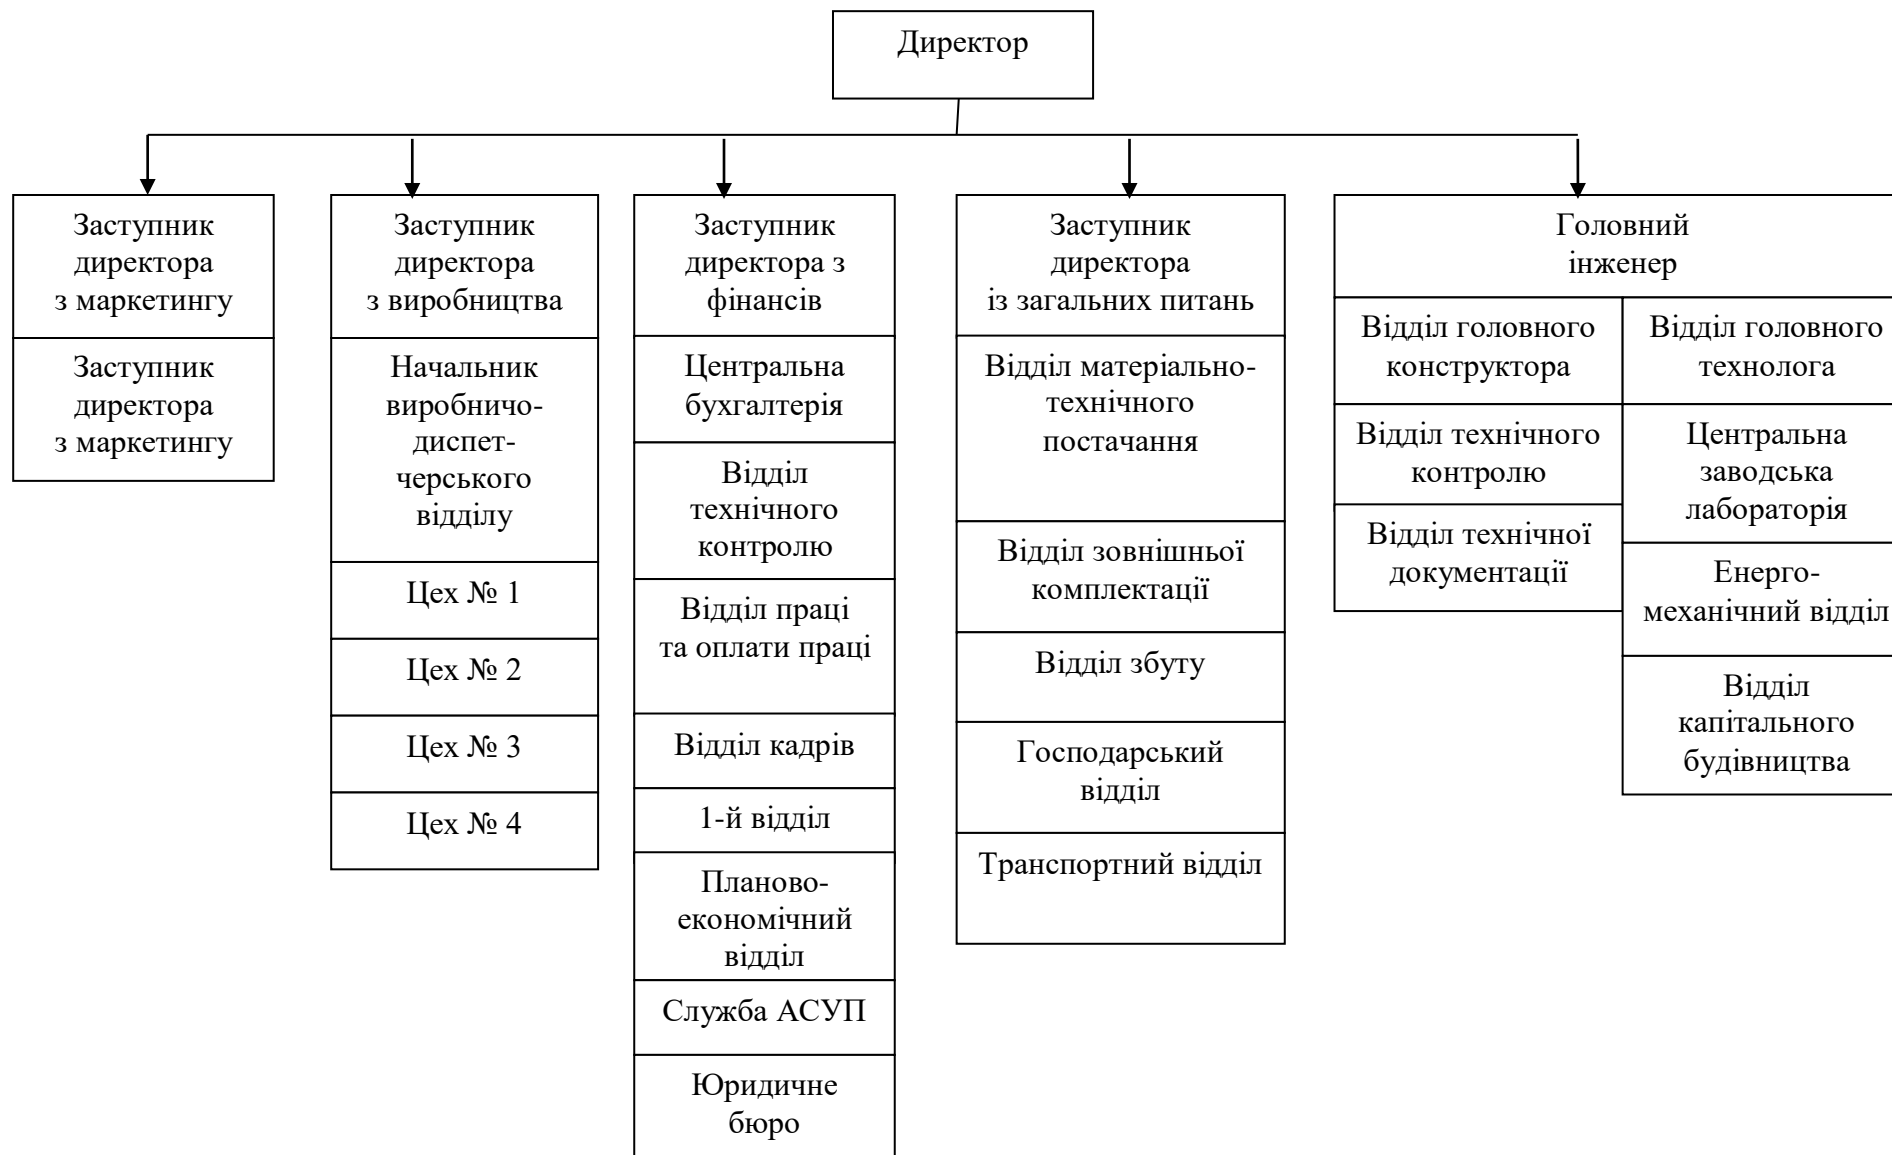 Директор
Заступник
директора
з маркетингу
Заступник
директора
з маркетингу
Заступник
директора
з виробництва
Начальник
виробничо-
диспет-
черського
відділу
Цех № 1
Цех № 2
Цех № 3
Цех № 4
Заступник
директора з
фінансів
Центральна
бухгалтерія
Відділ
технічного
контролю
Відділ праці
та оплати праці
Відділ кадрів
1-й відділ
Планово-
економічний
відділ
Служба АСУП
Юридичне
бюро
Заступник
директора
із загальних питань
Відділ матеріально-
технічного
постачання
Відділ зовнішньої
комплектації
Відділ збуту
Господарський
відділ
Транспортний відділ
Головний
інженер
Відділ головного
конструктора
Відділ технічного
контролю
Відділ технічної
документації
Відділ головного
технолога
Центральна
заводська
лабораторія
Енерго-
механічний відділ
Відділ
капітального
будівництва